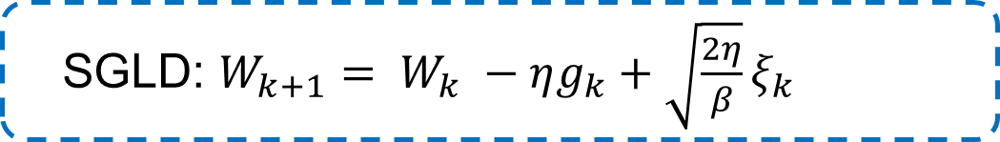 SGLD: W_{k+1} = W_k − ηg_k + √(2η/β) ξ_k